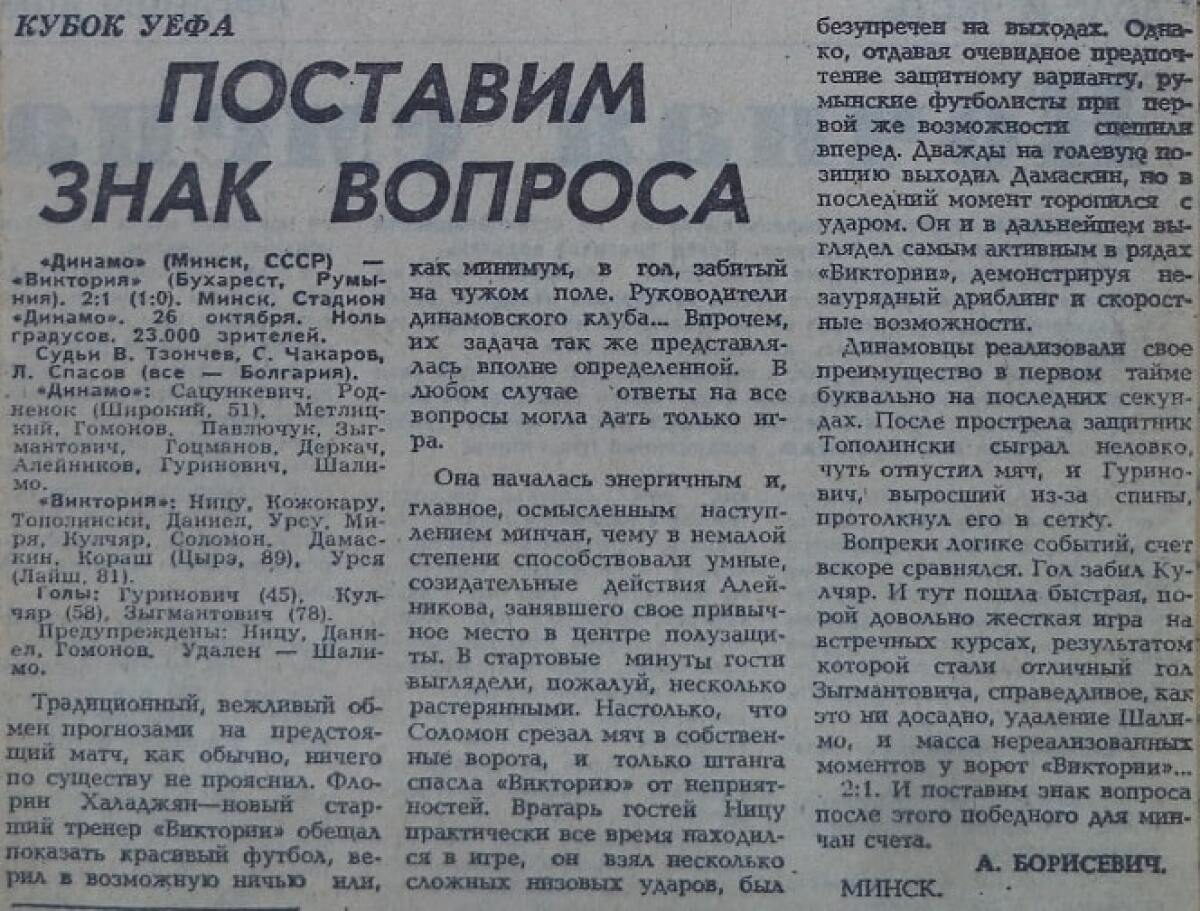 КУБОК УЕФА
ПОСТАВИМ
ЗНАК ВОПРОСА
«Динамо» (Минск, СССР) —
«Виктория» (Бухарест, Румы-
ния). 2:1 (1:0). Минск. Стадион
«Динамо». 26 октября. Ноль
градусов. 23.000 зрителей.
Судьи В. Тзончев, С. Чакаров,
Л. Спасов (все — Болгария).
«Динамо»: Сацункевич, Род-
ненок (Широкий, 51), Метлиц-
кий, Гомонов, Павлючук, Зыг-
мантович, Гоцманов, Деркач,
Алейников, Гуринович, Шали-
мо.
«Виктория»: Ницу, Кожокару,
Тополински, Даниел, Урсу, Ми-
ря, Кулчяр, Соломон, Дамас-
кин, Кораш (Цырэ, 89), Урся
(Лайш, 81).
Голы: Гуринович (45), Кул-
чяр (58), Зыгмантович (78).
Предупреждены: Ницу, Дани-
ел, Гомонов. Удален — Шали-
мо.
Традиционный, вежливый об-
мен прогнозами на предстоя-
щий матч, как обычно, ничего
по существу не прояснил. Фло-
рин Халаджян—новый стар-
ший тренер «Виктории» обещал
показать красивый футбол, ве-
рил в возможную ничью или,
как минимум, в гол, забитый
на чужом поле. Руководители
динамовского клуба... Впрочем,
их задача так же представля-
лась вполне определенной. В
любом случае ответы на все
вопросы могла дать только иг-
ра.
Она началась энергичным и,
главное, осмысленным наступ-
лением минчан, чему в немалой
степени способствовали умные,
созидательные действия Алей-
никова, занявшего свое привыч-
ное место в центре полузащи-
ты. В стартовые минуты гости
выглядели, пожалуй, несколько
растерянными. Настолько, что
Соломон срезал мяч в собствен-
ные ворота, и только штанга
спасла «Викторию» от неприят-
ностей. Вратарь гостей Ницу
практически все время находил-
ся в игре, он взял несколько
сложных низовых ударов, был
безупречен на выходах. Одна-
ко, отдавая очевидное предпоч-
тение защитному варианту, ру-
мынские футболисты при пер-
вой же возможности спешили
вперед. Дважды на голевую по-
зицию выходил Дамаскин, но в
последний момент торопился с
ударом. Он и в дальнейшем вы-
глядел самым активным в рядах
«Виктории», демонстрируя не-
заурядный дриблинг и скорост-
ные возможности.
Динамовцы реализовали свое
преимущество в первом тайме
буквально на последних секун-
дах. После прострела защитник
Тополински сыграл неловко,
чуть отпустил мяч, и Гурино-
вич, выросший из-за спины,
протолкнул его в сетку.
Вопреки логике событий, счет
вскоре сравнялся. Гол забил Ку-
лчяр. И тут пошла быстрая, по-
рой довольно жесткая игра на
встречных курсах, результатом
которой стали отличный гол
Зыгмантовича, справедливое, как
это ни досадно, удаление Шали-
мо, и масса нереализованных
моментов у ворот «Виктории»...
2:1. И поставим знак вопроса
после этого победного для мин-
чан счета.
А. БОРИСЕВИЧ.
МИНСК.